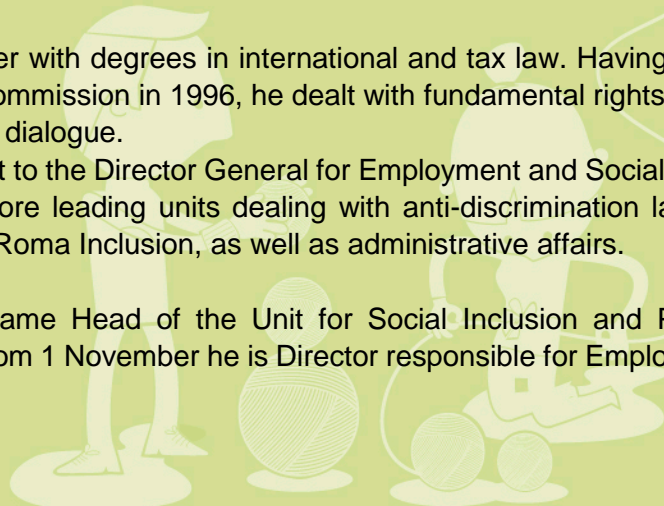 er with degrees in international and tax law. Having
ommission in 1996, he dealt with fundamental rights
dialogue.
t to the Director General for Employment and Social
ore leading units dealing with anti-discrimination la
Roma Inclusion, as well as administrative affairs.
ame Head of the Unit for Social Inclusion and
om 1 November he is Director responsible for Emplo